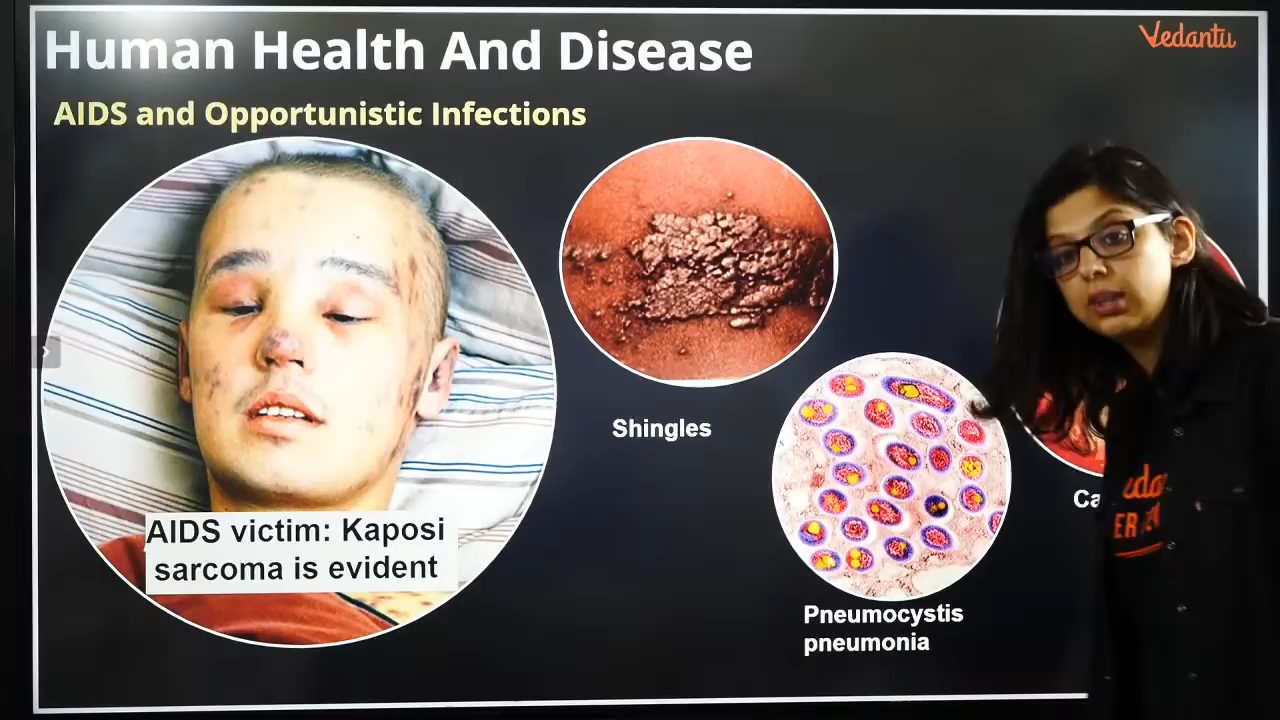 Human Health And Disease
Vedantu
AIDS and Opportunistic Infections
Shingles
AIDS victim: Kaposi
sarcoma is evident
Pneumocystis
pneumonia